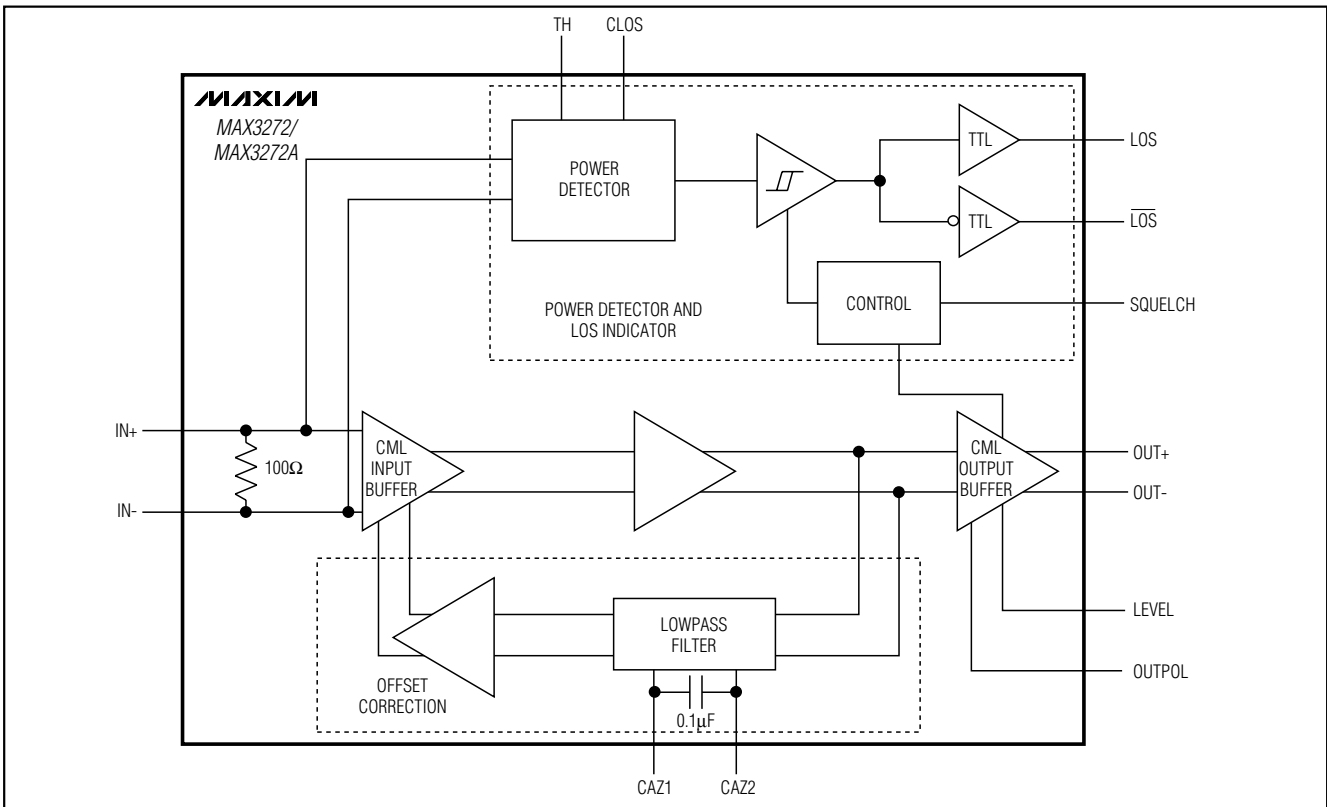 TH
CLOS
MAXIM
MAX3272/
MAX3272A
POWER
DETECTOR
TTL
LOS
TTL
L̅O̅S̅
CONTROL
SQUELCH
POWER DETECTOR AND
LOS INDICATOR
IN+
100Ω
IN-
CML
INPUT
BUFFER
CML
OUTPUT
BUFFER
OUT+
OUT-
LOWPASS
FILTER
LEVEL
OFFSET
CORRECTION
0.1µF
OUTPOL
CAZ1
CAZ2